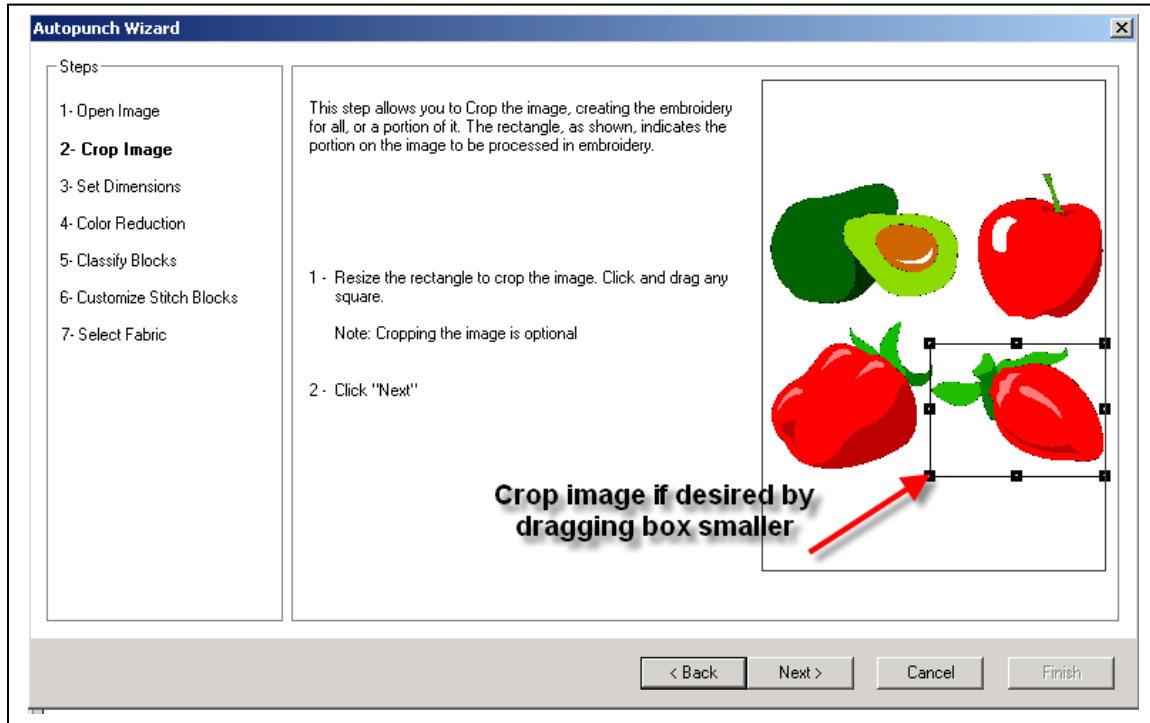 Autopunch Wizard
Steps
1- Open Image
2- Crop Image
3- Set Dimensions
4- Color Reduction
5- Classify Blocks
6- Customize Stitch Blocks
7- Select Fabric
This step allows you to Crop the image, creating the embroidery
for all, or a portion of it. The rectangle, as shown, indicates the
portion on the image to be processed in embroidery.
1 - Resize the rectangle to crop the image. Click and drag any
square.
Note: Cropping the image is optional
2 - Click "Next"
Crop image if desired by
dragging box smaller
< Back
Next >
Cancel
Finish